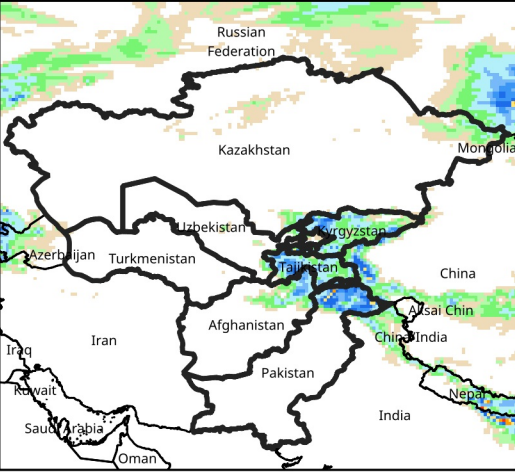 Russian
Federation
Kazakhstan
Mongolia
Uzbekistan
Kyrgyzstan
Azerbaijan
Turkmenistan
Tajikistan
China
Aksai Chin
Afghanistan
Iran
China/India
Iraq
Pakistan
Kuwait
Nepal
India
Saudi Arabia
Oman